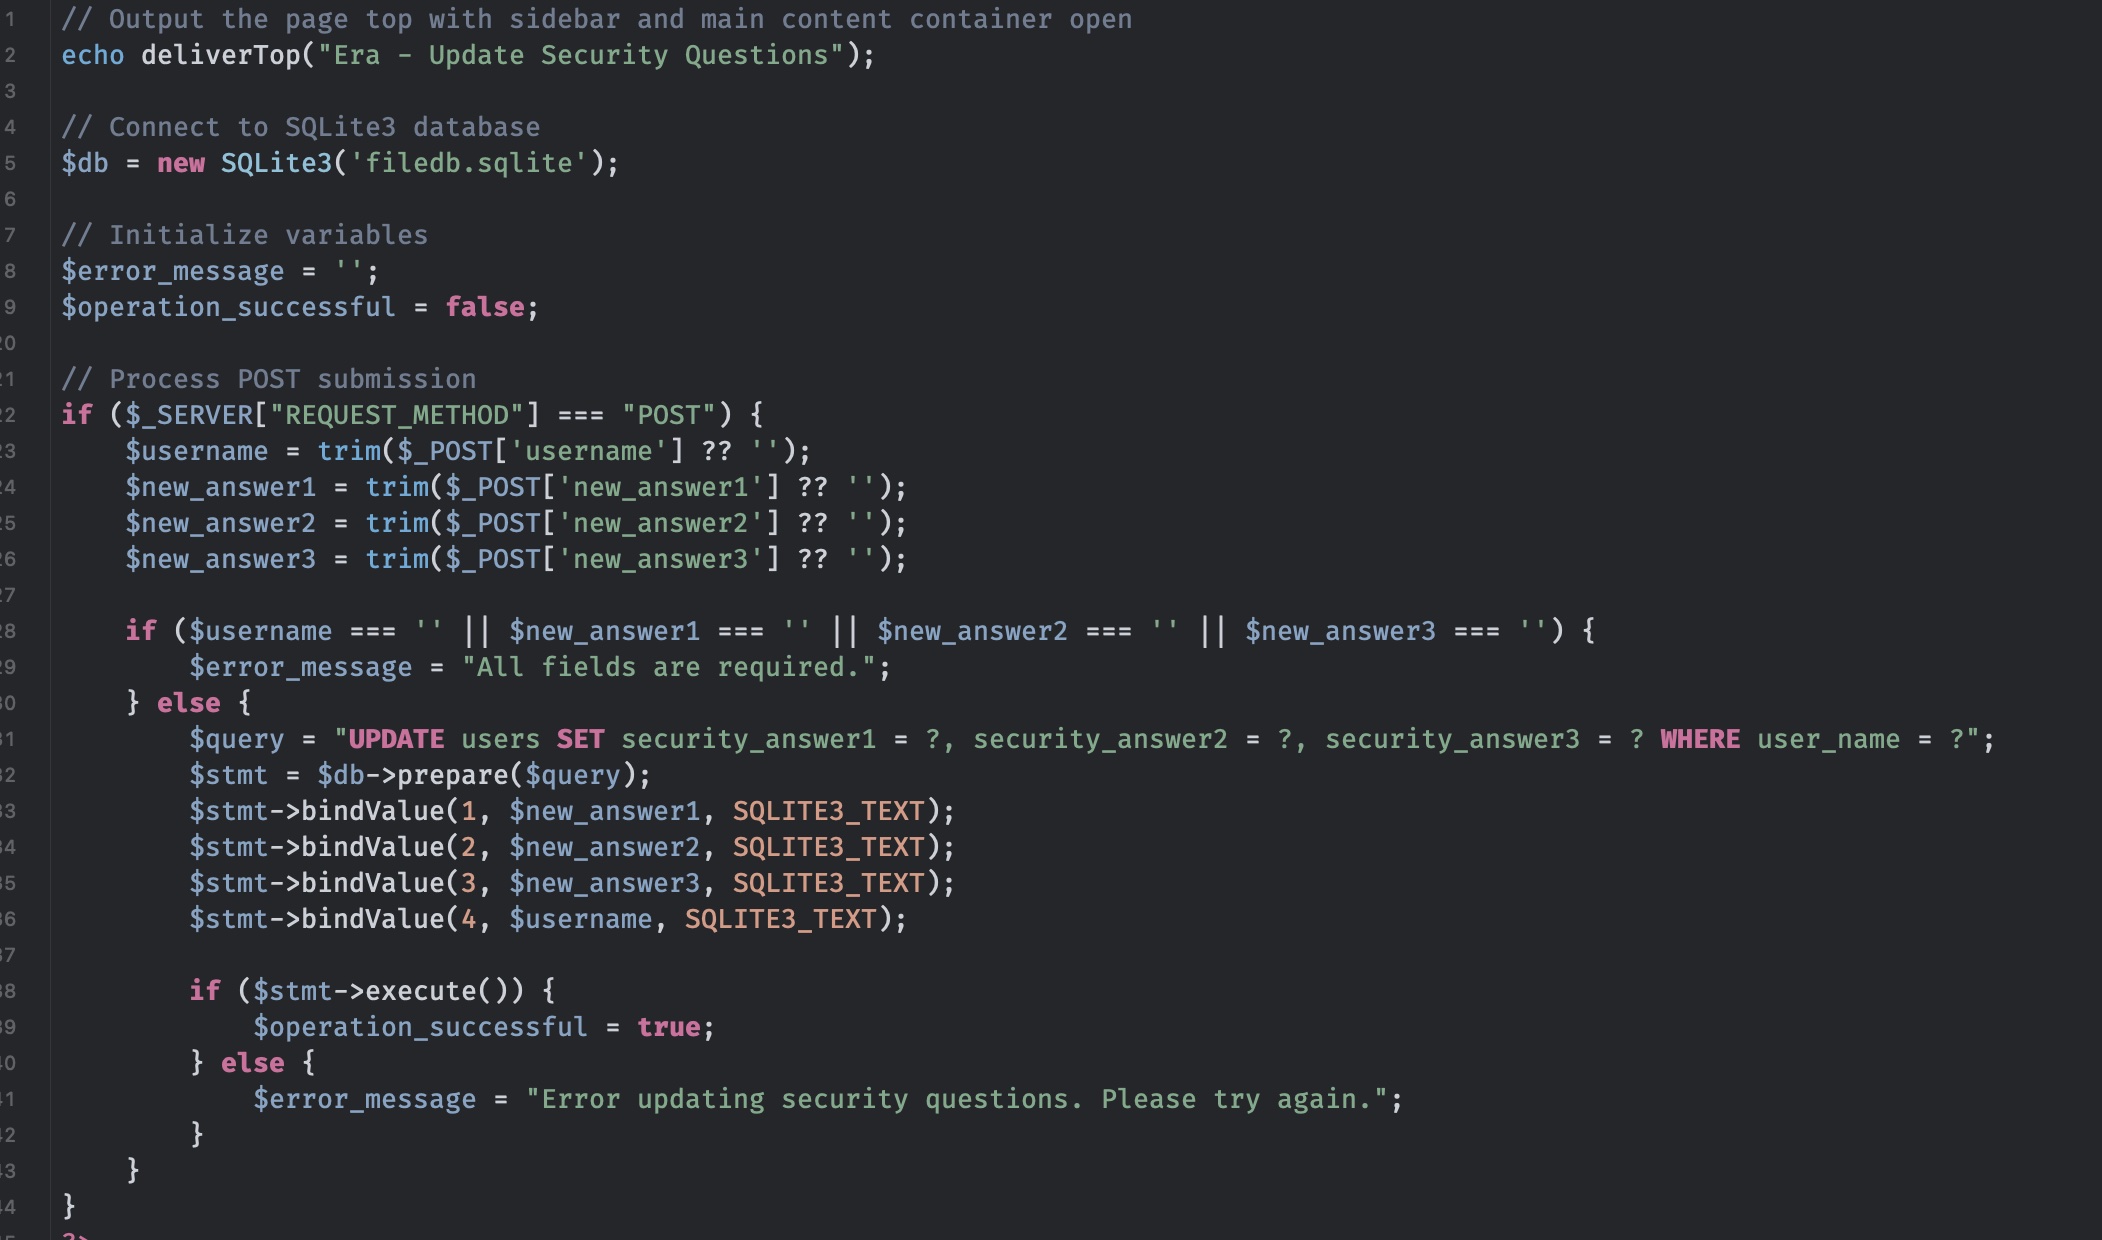 1 // Output the page top with sidebar and main content container open
2 echo deliverTop("Era - Update Security Questions");
3
4 // Connect to SQLite3 database
5 $db = new SQLite3('filedb.sqlite');
6
7 // Initialize variables
8 $error_message = '';
9 $operation_successful = false;
20
21 // Process POST submission
22 if ($_SERVER["REQUEST_METHOD"] === "POST") {
23     $username = trim($_POST['username'] ?? '');
24     $new_answer1 = trim($_POST['new_answer1'] ?? '');
25     $new_answer2 = trim($_POST['new_answer2'] ?? '');
26     $new_answer3 = trim($_POST['new_answer3'] ?? '');
27
28     if ($username === '' || $new_answer1 === '' || $new_answer2 === '' || $new_answer3 === '') {
29         $error_message = "All fields are required.";
30     } else {
31         $query = "UPDATE users SET security_answer1 = ?, security_answer2 = ?, security_answer3 = ? WHERE user_name = ?";
32         $stmt = $db->prepare($query);
33         $stmt->bindValue(1, $new_answer1, SQLITE3_TEXT);
34         $stmt->bindValue(2, $new_answer2, SQLITE3_TEXT);
35         $stmt->bindValue(3, $new_answer3, SQLITE3_TEXT);
36         $stmt->bindValue(4, $username, SQLITE3_TEXT);
37
38         if ($stmt->execute()) {
39             $operation_successful = true;
40         } else {
41             $error_message = "Error updating security questions. Please try again.";
42         }
43     }
44 }
?>